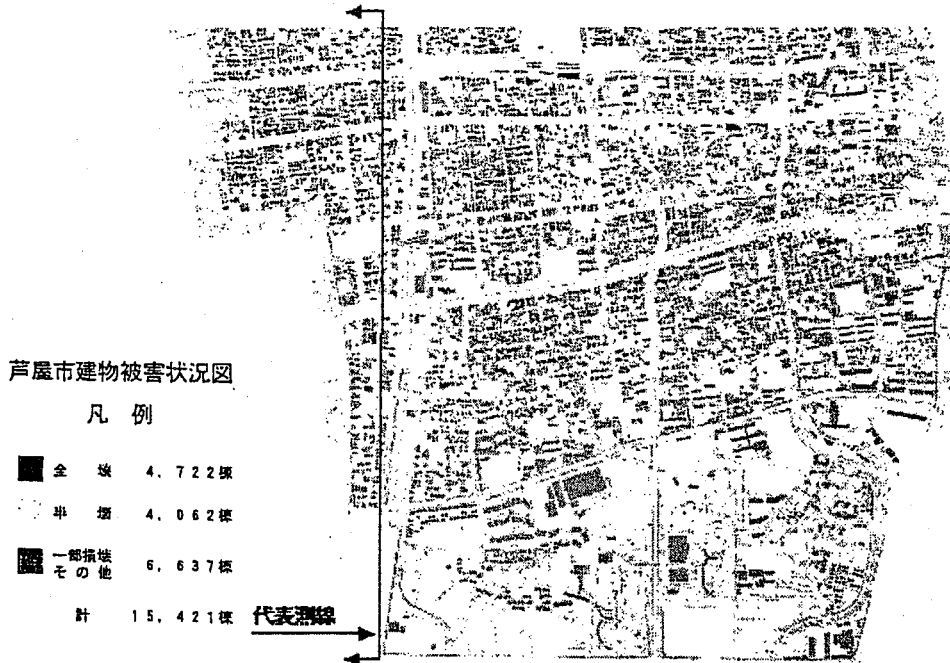 芦屋市建物被害状況図
凡 例
全 壊 4,722棟
半 壊 4,062棟
一部損壊
その他 6,637棟
計 15,421棟
代表測線